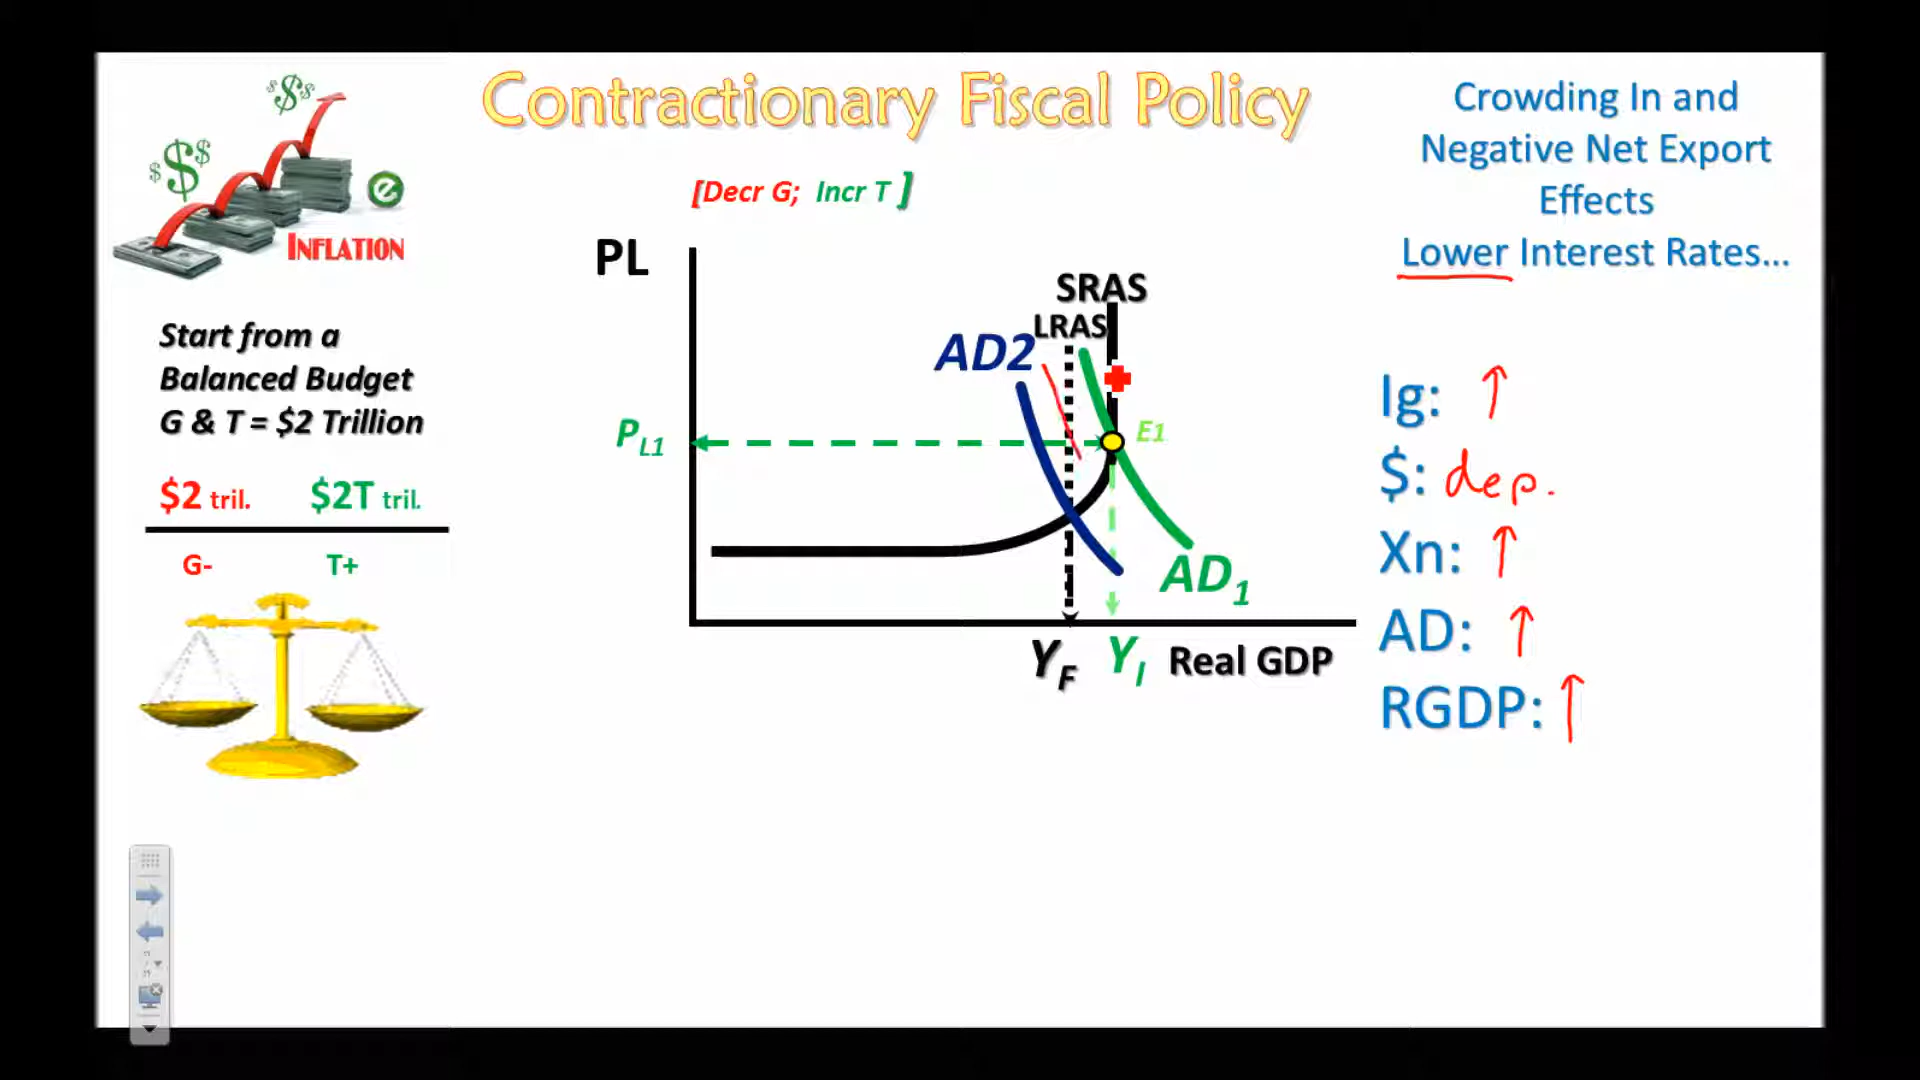 Contractionary Fiscal Policy
[Decr G; Incr T ]
$
$
$
$
$
$
e
INFLATION
Start from a
Balanced Budget
G & T = $2 Trillion
$2 tril. $2T tril.
G- T+
PL
SRAS
LRAS
AD2
PL1
E1
AD1
YF YI Real GDP
Crowding In and
Negative Net Export
Effects
Lower Interest Rates...
Ig: ↑
$: dep.
Xn: ↑
AD: ↑
RGDP: ↑